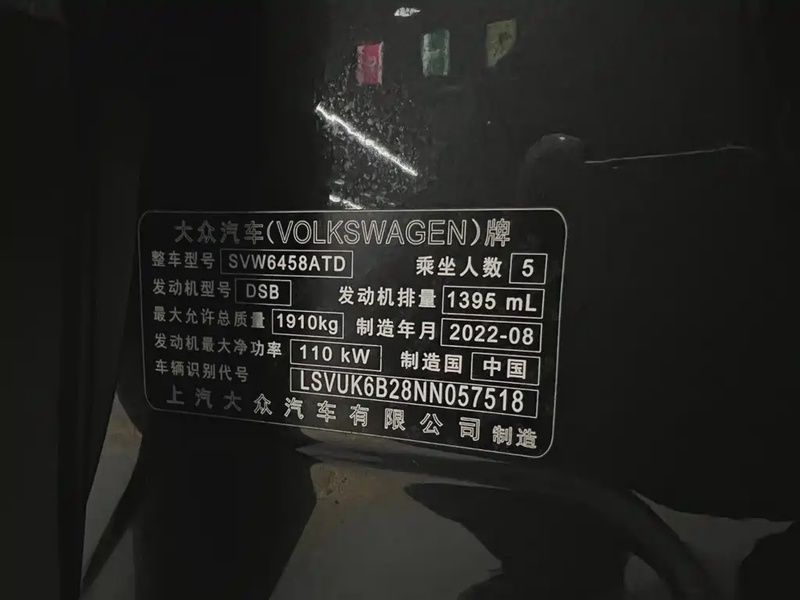 大众汽车(VOLKSWAGEN)牌
整车型号 SVW6458ATD 乘坐人数 5
发动机型号 DSB 发动机排量 1395 mL
最大允许总质量 1910kg 制造年月 2022-08
发动机最大净功率 110 kW 制造国 中国
车辆识别代号 LSVUK6B28NN057518
上汽大众汽车有限公司 制造